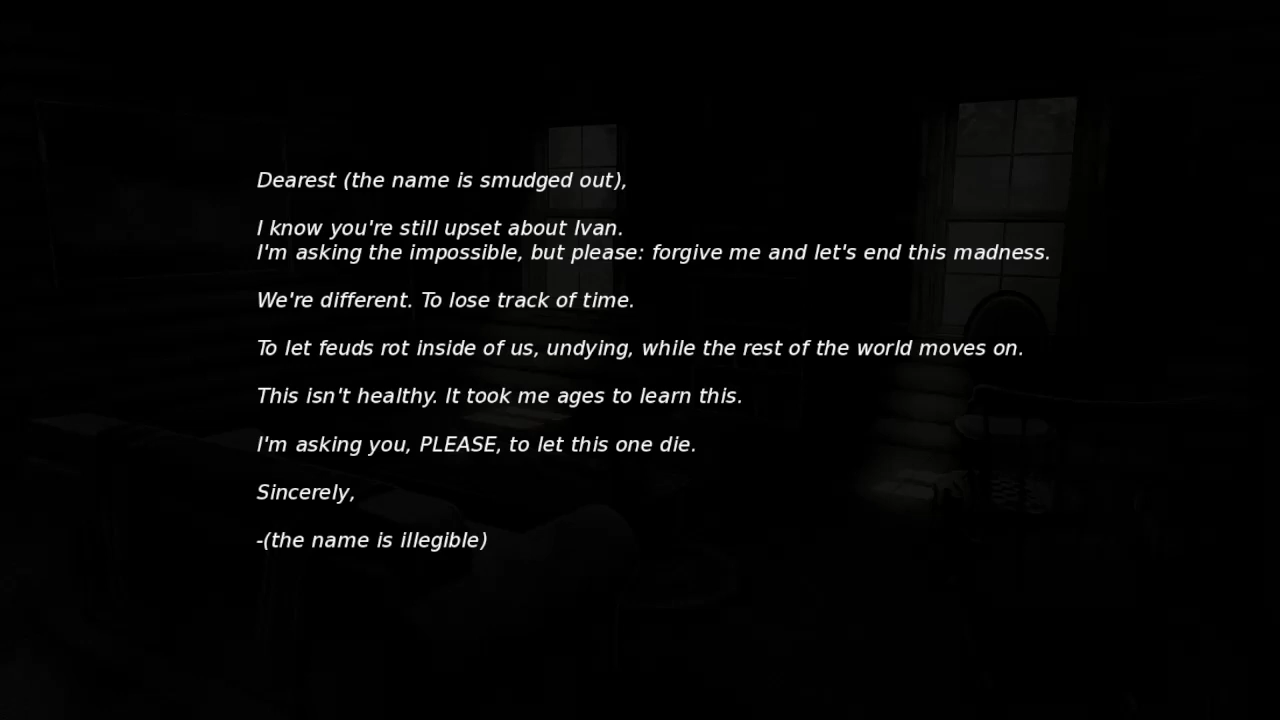 Dearest (the name is smudged out),
I know you're still upset about Ivan.
I'm asking the impossible, but please: forgive me and let's end this madness.
We're different. To lose track of time.
To let feuds rot inside of us, undying, while the rest of the world moves on.
This isn't healthy. It took me ages to learn this.
I'm asking you, PLEASE, to let this one die.
Sincerely,
-(the name is illegible)